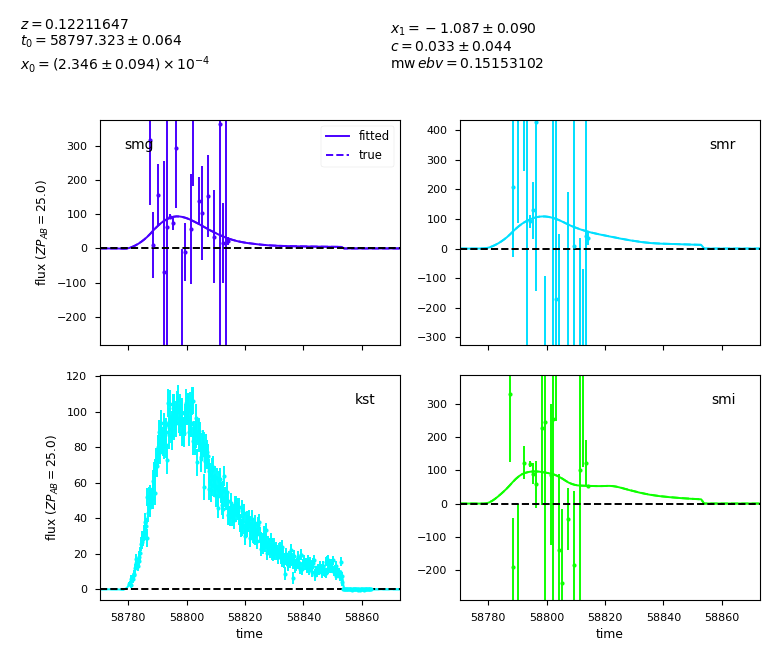 z = 0.12211647
t₀ = 58797.323 ± 0.064
x₀ = (2.346 ± 0.094) × 10⁻⁴
x₁ = −1.087 ± 0.090
c = 0.033 ± 0.044
mw ebv = 0.15153102
300
200
100
0
−100
−200
flux (ZP_AB = 25.0)
smg
fitted
true
400
300
200
100
0
−100
−200
−300
smr
120
100
80
60
40
20
0
flux (ZP_AB = 25.0)
kst
58780 58800 58820 58840 58860
time
300
200
100
0
−100
−200
smi
58780 58800 58820 58840 58860
time